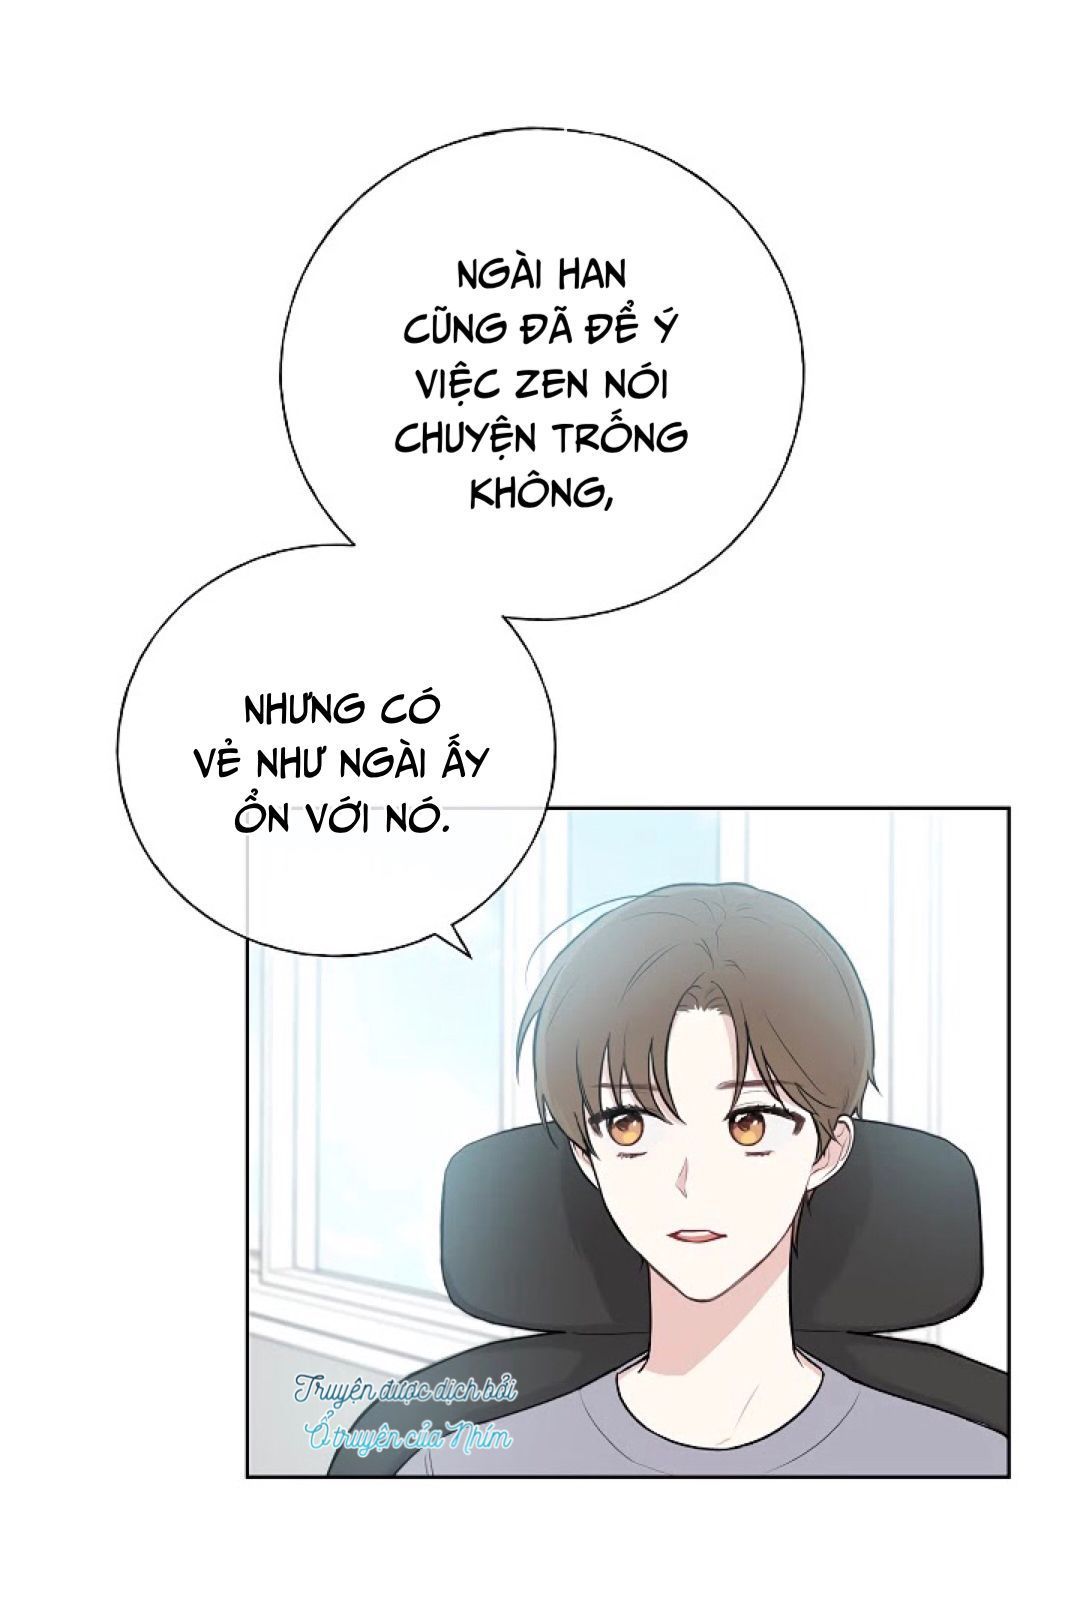 NGÀI HAN
CŨNG ĐÃ ĐỂ Ý
VIỆC ZEN NÓI
CHUYỆN TRỐNG
KHÔNG,
NHƯNG CÓ
VẺ NHƯ NGÀI ẤY
ỔN VỚI NÓ.
Truyện được dịch bởi
Ổ truyện của Nhím